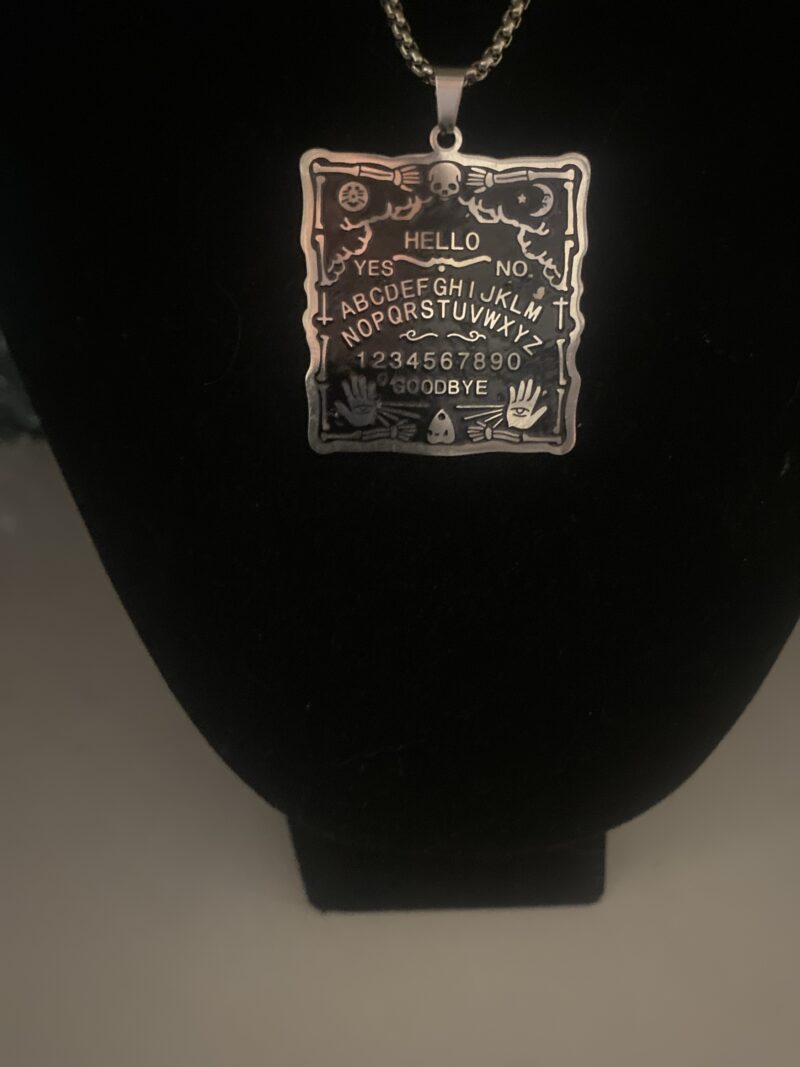 HELLO
YES NO
ABCDEFGHIJKLM
NOPQRSTUVWXYZ
1234567890
GOODBYE